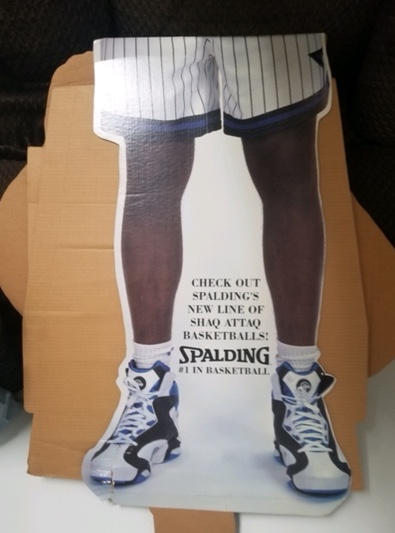 CHECK OUT
SPALDING'S
NEW LINE OF
SHAQ ATTAQ
BASKETBALLS!
SPALDING
#1 IN BASKETBALL